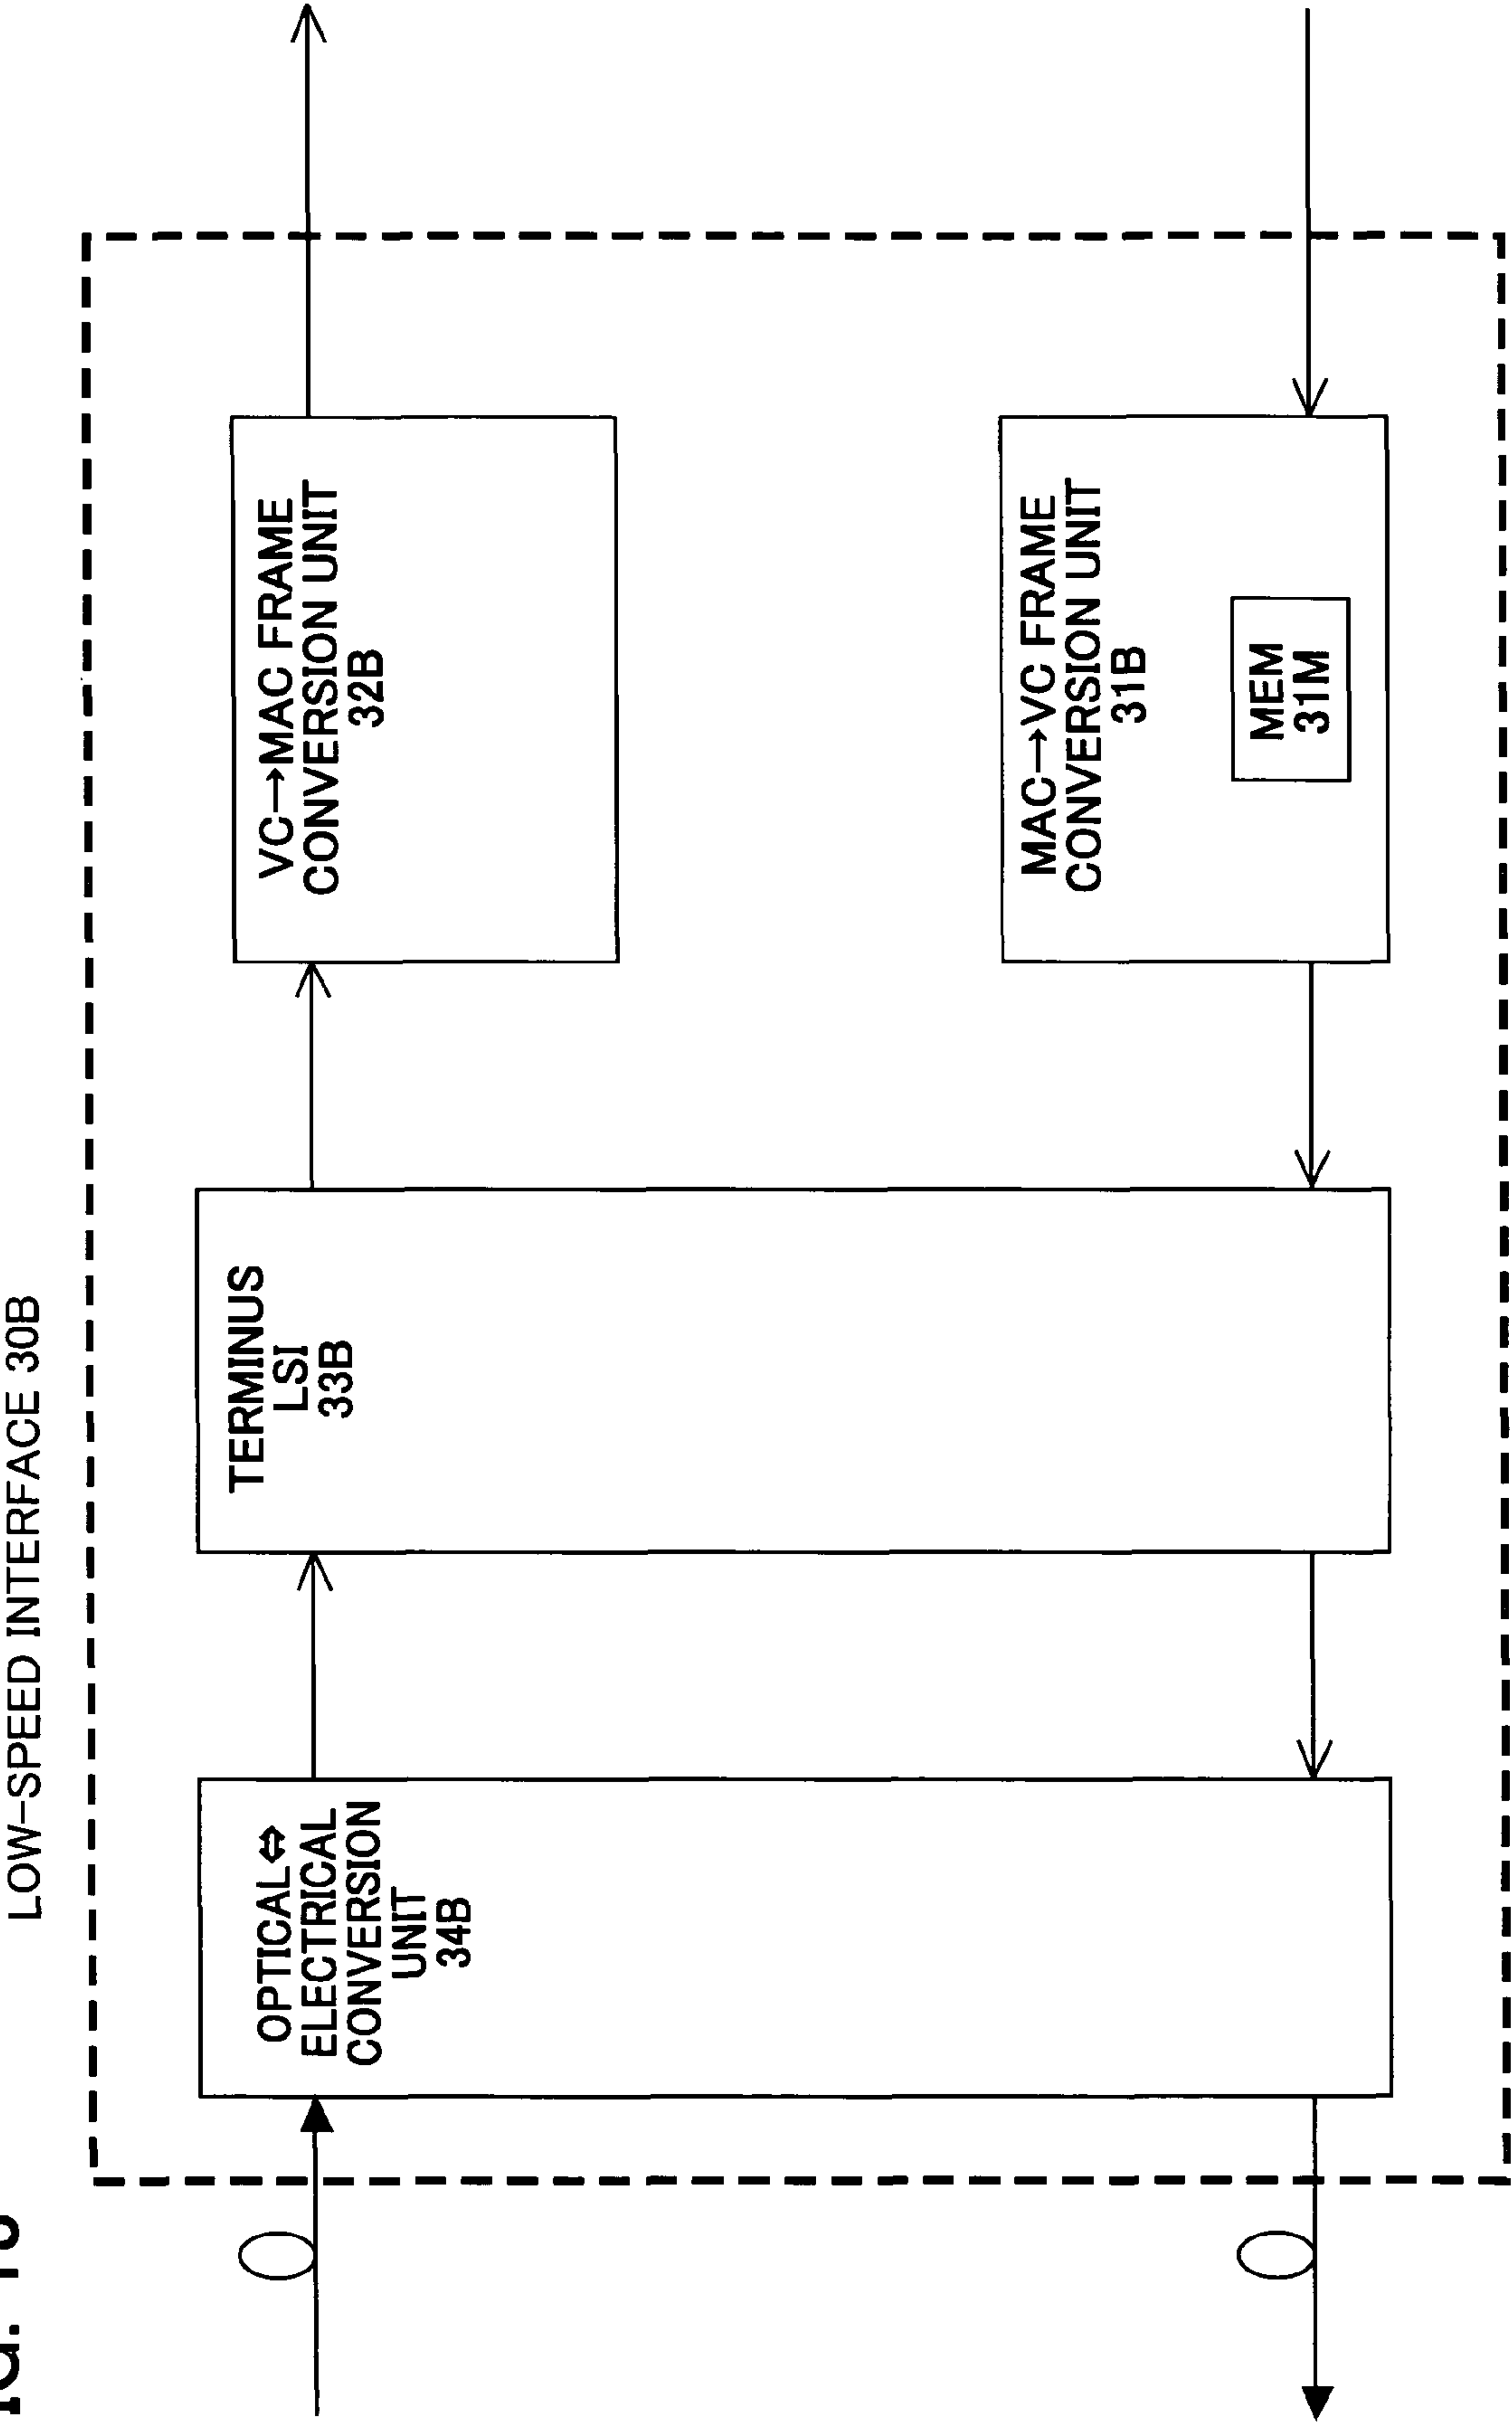 LOW-SPEED INTERFACE 30B
OPTICAL⇔
ELECTRICAL
CONVERSION
UNIT
34B
TERMINUS
LSI
33B
VC→MAC FRAME
CONVERSION UNIT
32B
MAC→VC FRAME
CONVERSION UNIT
31B
MEM
31M